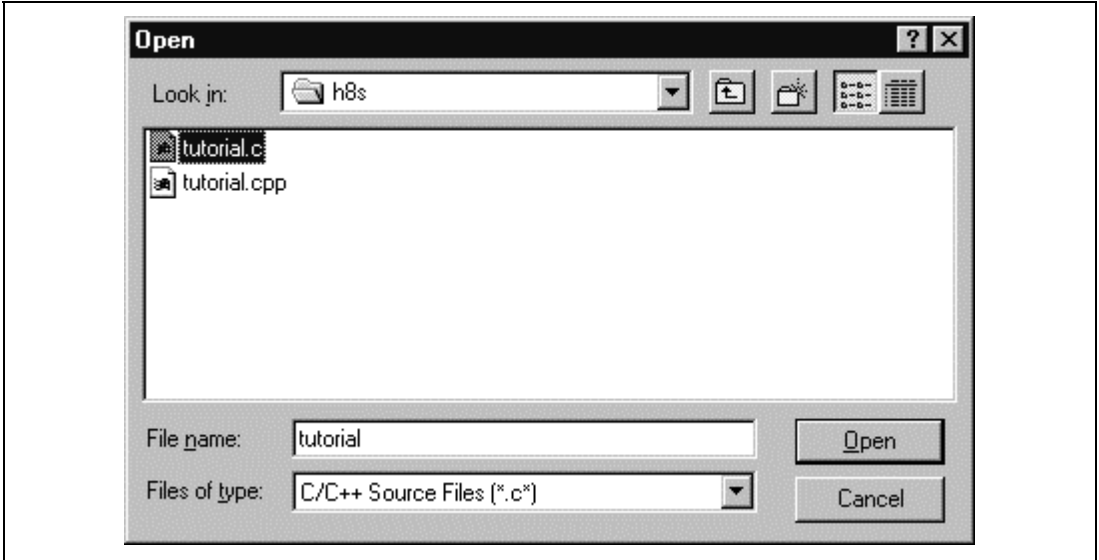 Open
Look in: h8s
tutorial.c
tutorial.cpp
File name: tutorial Open
Files of type: C/C++ Source Files (*.c*) Cancel